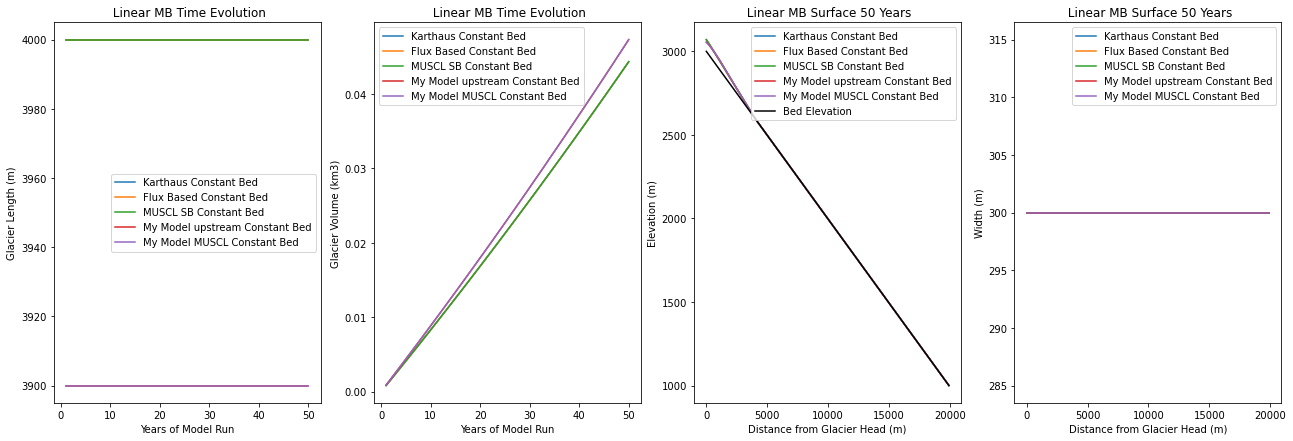 Linear MB Time Evolution
Glacier Length (m)
4000
3980
3960
3940
3920
3900
Karthaus Constant Bed
Flux Based Constant Bed
MUSCL SB Constant Bed
My Model upstream Constant Bed
My Model MUSCL Constant Bed
0 10 20 30 40 50
Years of Model Run
Linear MB Time Evolution
Glacier Volume (km3)
0.04
0.03
0.02
0.01
0.00
Karthaus Constant Bed
Flux Based Constant Bed
MUSCL SB Constant Bed
My Model upstream Constant Bed
My Model MUSCL Constant Bed
0 10 20 30 40 50
Years of Model Run
Linear MB Surface 50 Years
Elevation (m)
3000
2500
2000
1500
1000
Karthaus Constant Bed
Flux Based Constant Bed
MUSCL SB Constant Bed
My Model upstream Constant Bed
My Model MUSCL Constant Bed
Bed Elevation
0 5000 10000 15000 20000
Distance from Glacier Head (m)
Linear MB Surface 50 Years
Width (m)
315
310
305
300
295
290
285
Karthaus Constant Bed
Flux Based Constant Bed
MUSCL SB Constant Bed
My Model upstream Constant Bed
My Model MUSCL Constant Bed
0 5000 10000 15000 20000
Distance from Glacier Head (m)